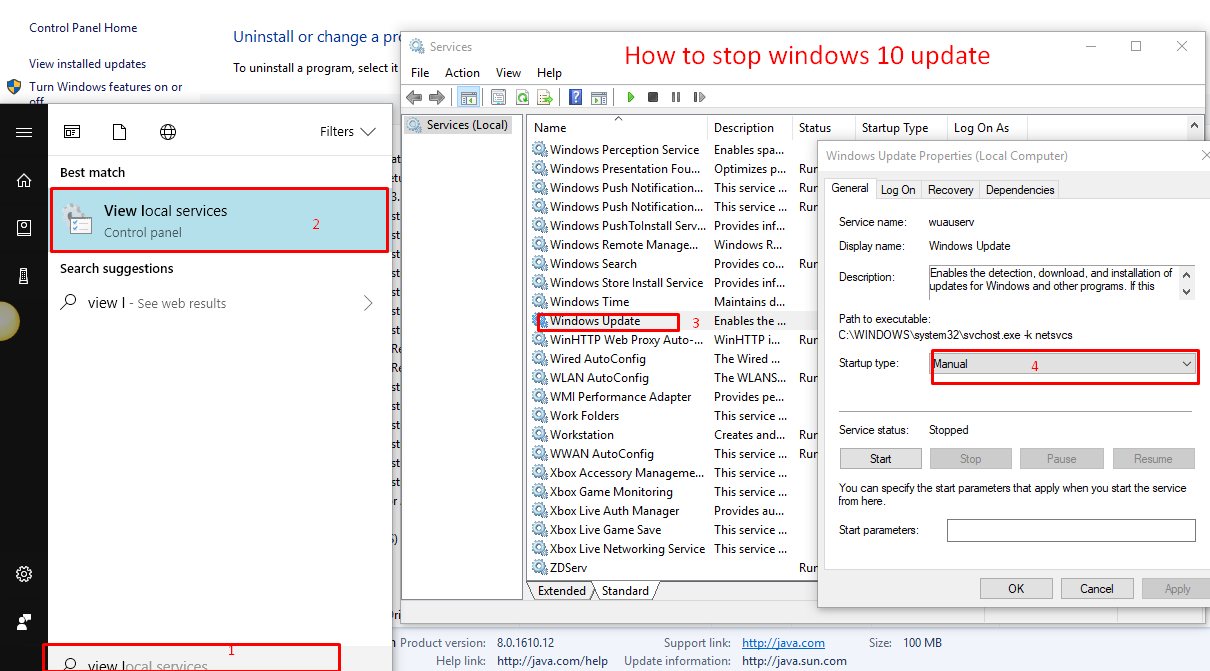 Control Panel Home
View installed updates
Turn Windows features on or
off
Uninstall or change a pro
To uninstall a program, select it
Filters
Best match
View local services
Control panel
2
Search suggestions
view l - See web results
1
view local services
Services
How to stop windows 10 update
File Action View Help
Services (Local)
Name Description Status Startup Type Log On As
Windows Perception Service Enables spa...
Windows Presentation Fou... Optimizes p... Run
Windows Push Notification... This service ... Run
Windows Push Notification... This service ... Run
Windows PushToInstall Serv... Provides inf...
Windows Remote Manage... Windows R...
Windows Search Provides co... Run
Windows Store Install Service Provides inf...
Windows Time Maintains d...
Windows Update 3 Enables the ...
WinHTTP Web Proxy Auto-... WinHTTP i... Run
Wired AutoConfig The Wired ...
WLAN AutoConfig The WLANS... Run
WMI Performance Adapter Provides pe...
Work Folders This service ...
Workstation Creates and... Run
WWAN AutoConfig This service ... Run
Xbox Accessory Manageme... This service ...
Xbox Game Monitoring This service ...
Xbox Live Auth Manager Provides au...
Xbox Live Game Save This service ...
Xbox Live Networking Service This service ...
ZDServ Run
Extended Standard
Windows Update Properties (Local Computer)
General Log On Recovery Dependencies
Service name: wuauserv
Display name: Windows Update
Description: Enables the detection, download, and installation of
updates for Windows and other programs. If this
Path to executable:
C:\WINDOWS\system32\svchost.exe -k netsvcs
Startup type: Manual 4
Service status: Stopped
Start Stop Pause Resume
You can specify the start parameters that apply when you start the service
from here.
Start parameters:
OK Cancel Apply
Product version: 8.0.1610.12 Support link: http://java.com Size: 100 MB
Help link: http://java.com/help Update information: http://java.sun.com